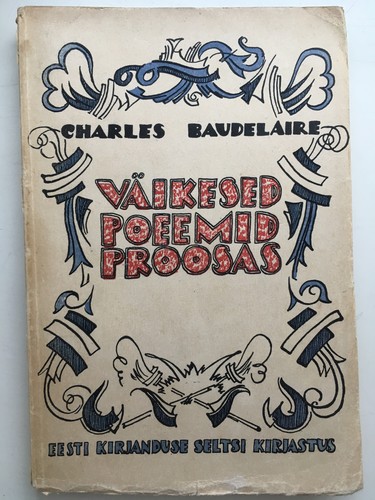 CHARLES BAUDELAIRE
VÄIKESED
POEEMID
PROOSAS
EESTI KIRJANDUSE SELTSI KIRJASTUS